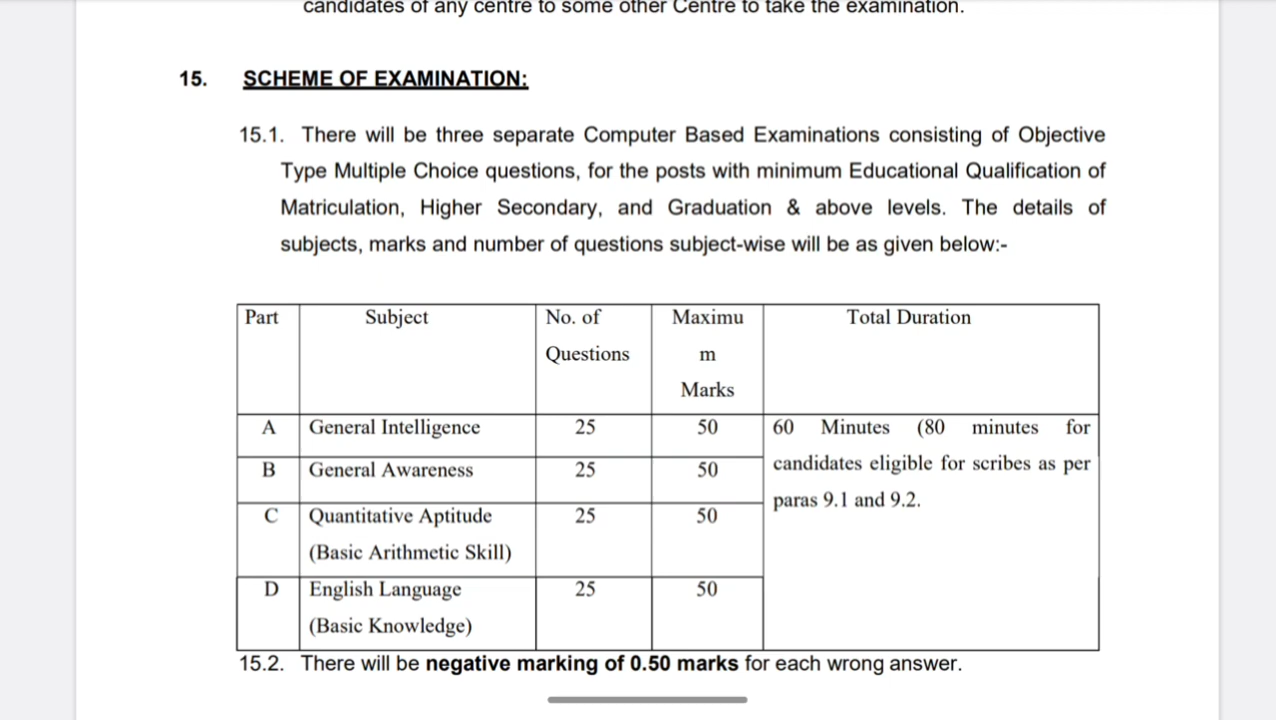 candidates of any centre to some other Centre to take the examination.
15. SCHEME OF EXAMINATION:
15.1. There will be three separate Computer Based Examinations consisting of Objective
Type Multiple Choice questions, for the posts with minimum Educational Qualification of
Matriculation, Higher Secondary, and Graduation & above levels. The details of
subjects, marks and number of questions subject-wise will be as given below:-
Part Subject No. of Maximu Total Duration
Questions m
Marks
A General Intelligence 25 50 60 Minutes (80 minutes for
candidates eligible for scribes as per
B General Awareness 25 50
paras 9.1 and 9.2.
C Quantitative Aptitude 25 50
(Basic Arithmetic Skill)
D English Language 25 50
(Basic Knowledge)
15.2. There will be negative marking of 0.50 marks for each wrong answer.